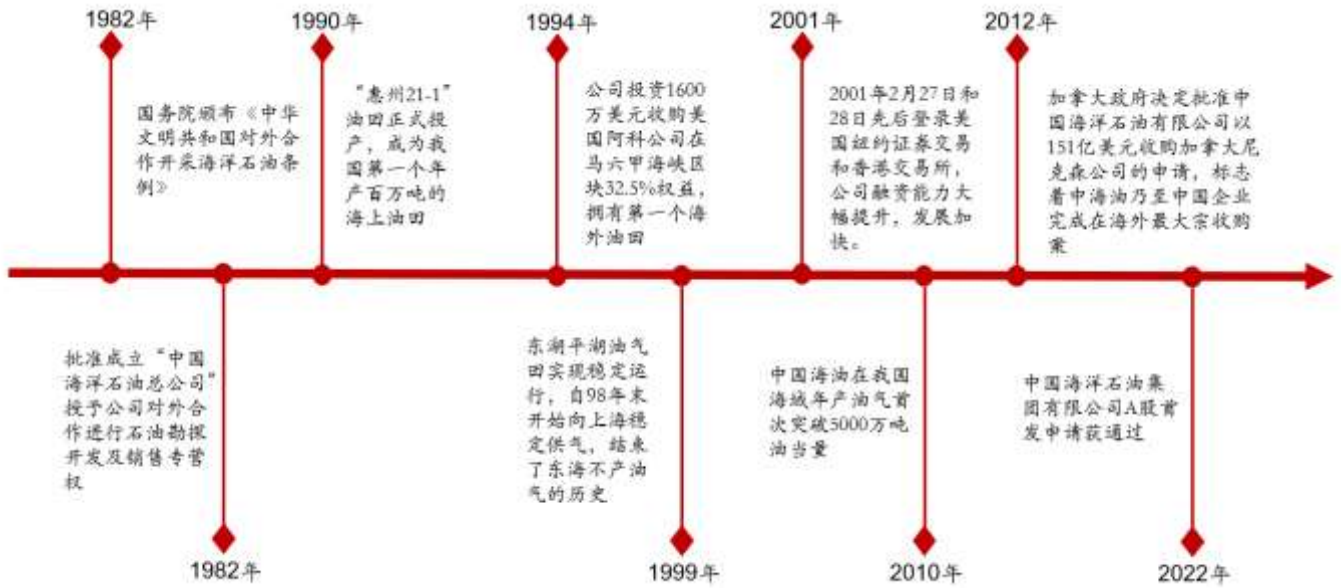 1982年
1990年
1994年
2001年
2012年
国务院颁布《中华
文明共和国对外合
作开采海洋石油条
例》
“惠州21-1”
油田正式投
产，成为我
国第一个年
产百万吨的
海上油田
公司投资1600
万美元收购美
国阿科公司在
马六甲海峡区
块32.5%权益，
拥有第一个海
外油田
2001年2月27日和
28日先后登录美
国纽约证券交易
和香港交易所，
公司融资能力大
幅提升，发展加
快。
加拿大政府决定批准中
国海洋石油有限公司以
151亿美元收购加拿大尼
克森公司的申请，标志
着中海油乃至中国企业
完成在海外最大宗收购
案
批准成立“中国
海洋石油总公司”
授予公司对外合
作进行石油勘探
开发及销售专营
权
东湖平湖油气
田实现稳定运
行，自98年末
开始向上海稳
定供气，结束
了东海不产油
气的历史
中国海油在我国
海域年产油气首
次突破5000万吨
油当量
中国海洋石油集
团有限公司A股首
发申请获通过
1982年
1999年
2010年
2022年